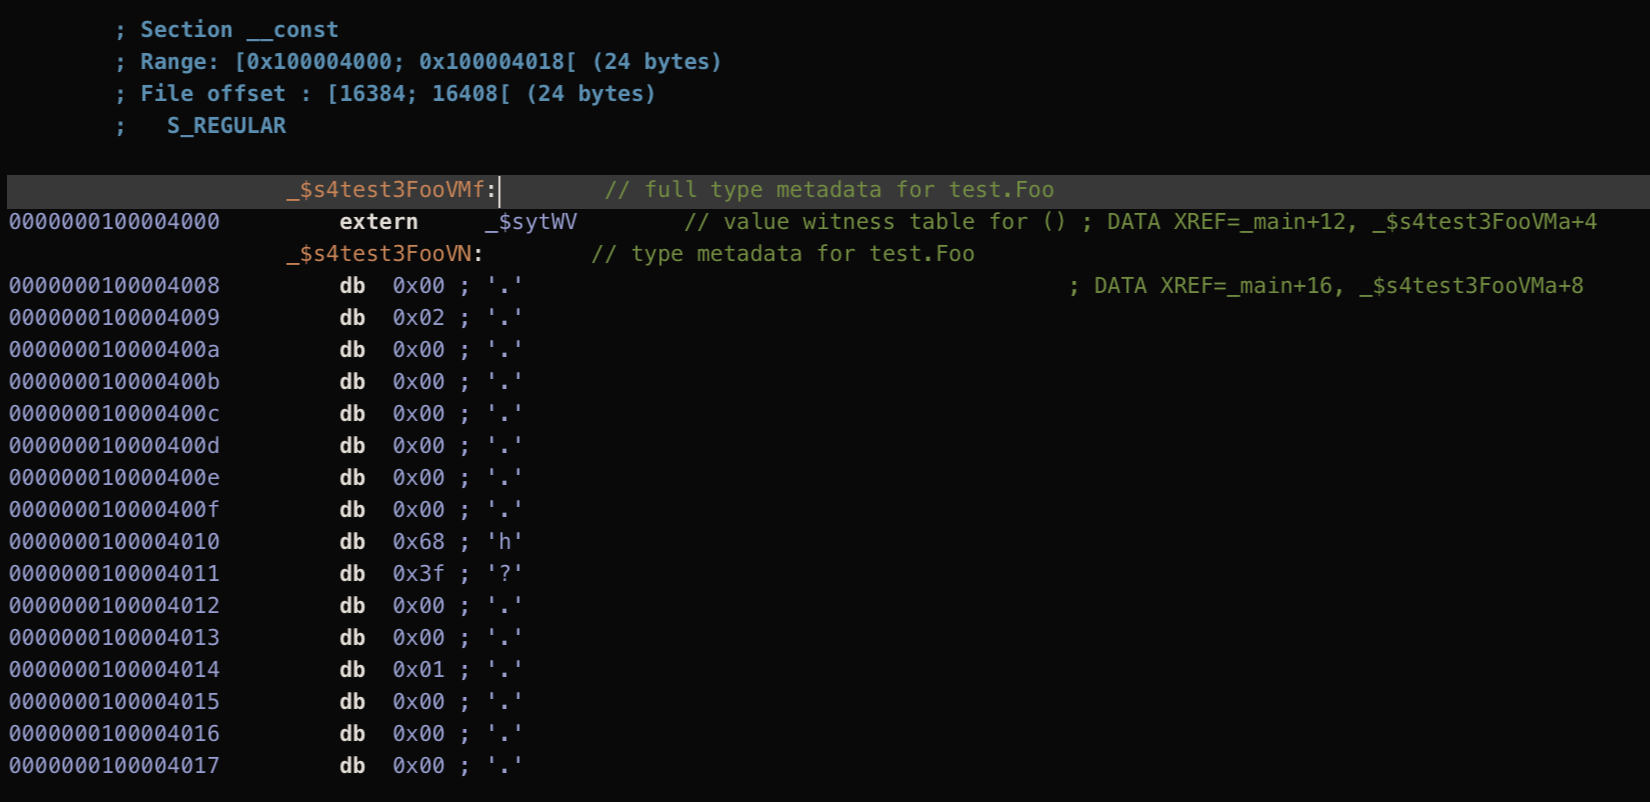 ; Section __const
; Range: [0x100004000; 0x100004018[ (24 bytes)
; File offset : [16384; 16408[ (24 bytes)
;   S_REGULAR
_$s4test3FooVMf:        // full type metadata for test.Foo
0000000100004000         extern     _$sytWV        // value witness table for () ; DATA XREF=_main+12, _$s4test3FooVMa+4
_$s4test3FooVN:        // type metadata for test.Foo
0000000100004008         db  0x00 ; '.'                                         ; DATA XREF=_main+16, _$s4test3FooVMa+8
0000000100004009         db  0x02 ; '.'
000000010000400a         db  0x00 ; '.'
000000010000400b         db  0x00 ; '.'
000000010000400c         db  0x00 ; '.'
000000010000400d         db  0x00 ; '.'
000000010000400e         db  0x00 ; '.'
000000010000400f         db  0x00 ; '.'
0000000100004010         db  0x68 ; 'h'
0000000100004011         db  0x3f ; '?'
0000000100004012         db  0x00 ; '.'
0000000100004013         db  0x00 ; '.'
0000000100004014         db  0x01 ; '.'
0000000100004015         db  0x00 ; '.'
0000000100004016         db  0x00 ; '.'
0000000100004017         db  0x00 ; '.'